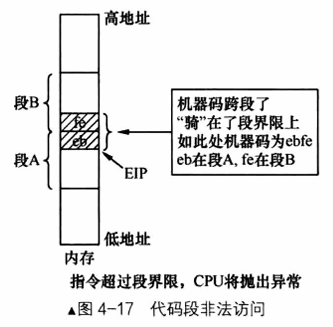 高地址
段B
fe
eb
段A
EIP
低地址
内存
机器码跨段了
“骑”在了段界限上
如此处机器码为ebfe
eb在段A, fe在段B
指令超过段界限，CPU将抛出异常
▲图 4-17 代码段非法访问